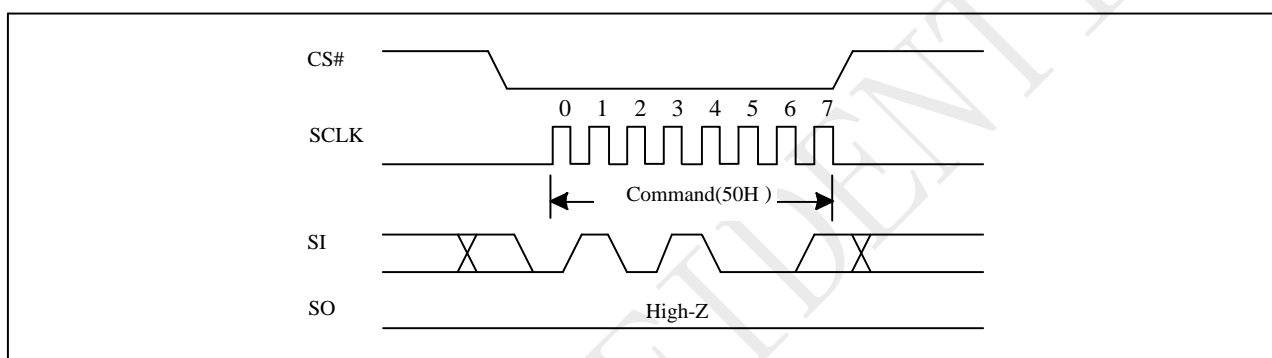 CS#
0 1 2 3 4 5 6 7
SCLK
Command(50H )
SI
SO High-Z